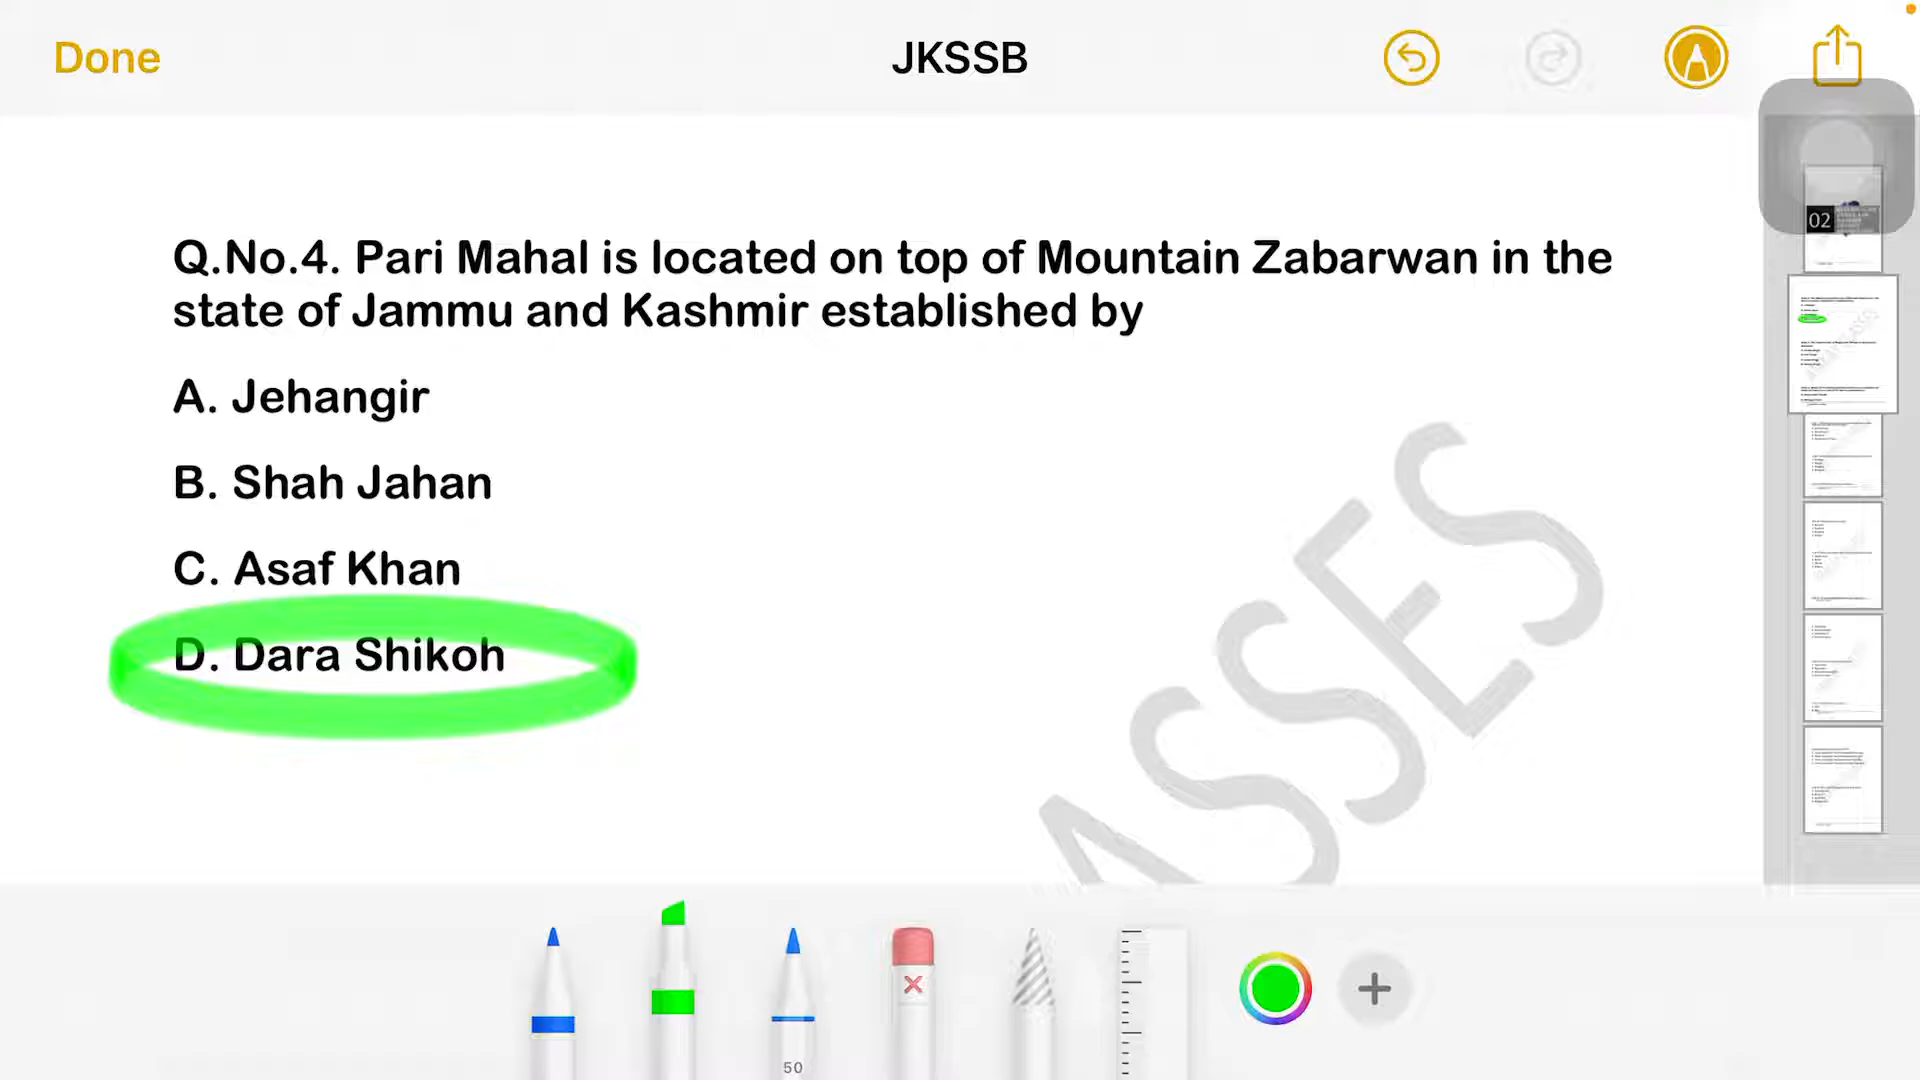 Done
JKSSB
02
Q.No.4. Pari Mahal is located on top of Mountain Zabarwan in the
state of Jammu and Kashmir established by
A. Jehangir
B. Shah Jahan
C. Asaf Khan
D. Dara Shikoh
ASSES
50